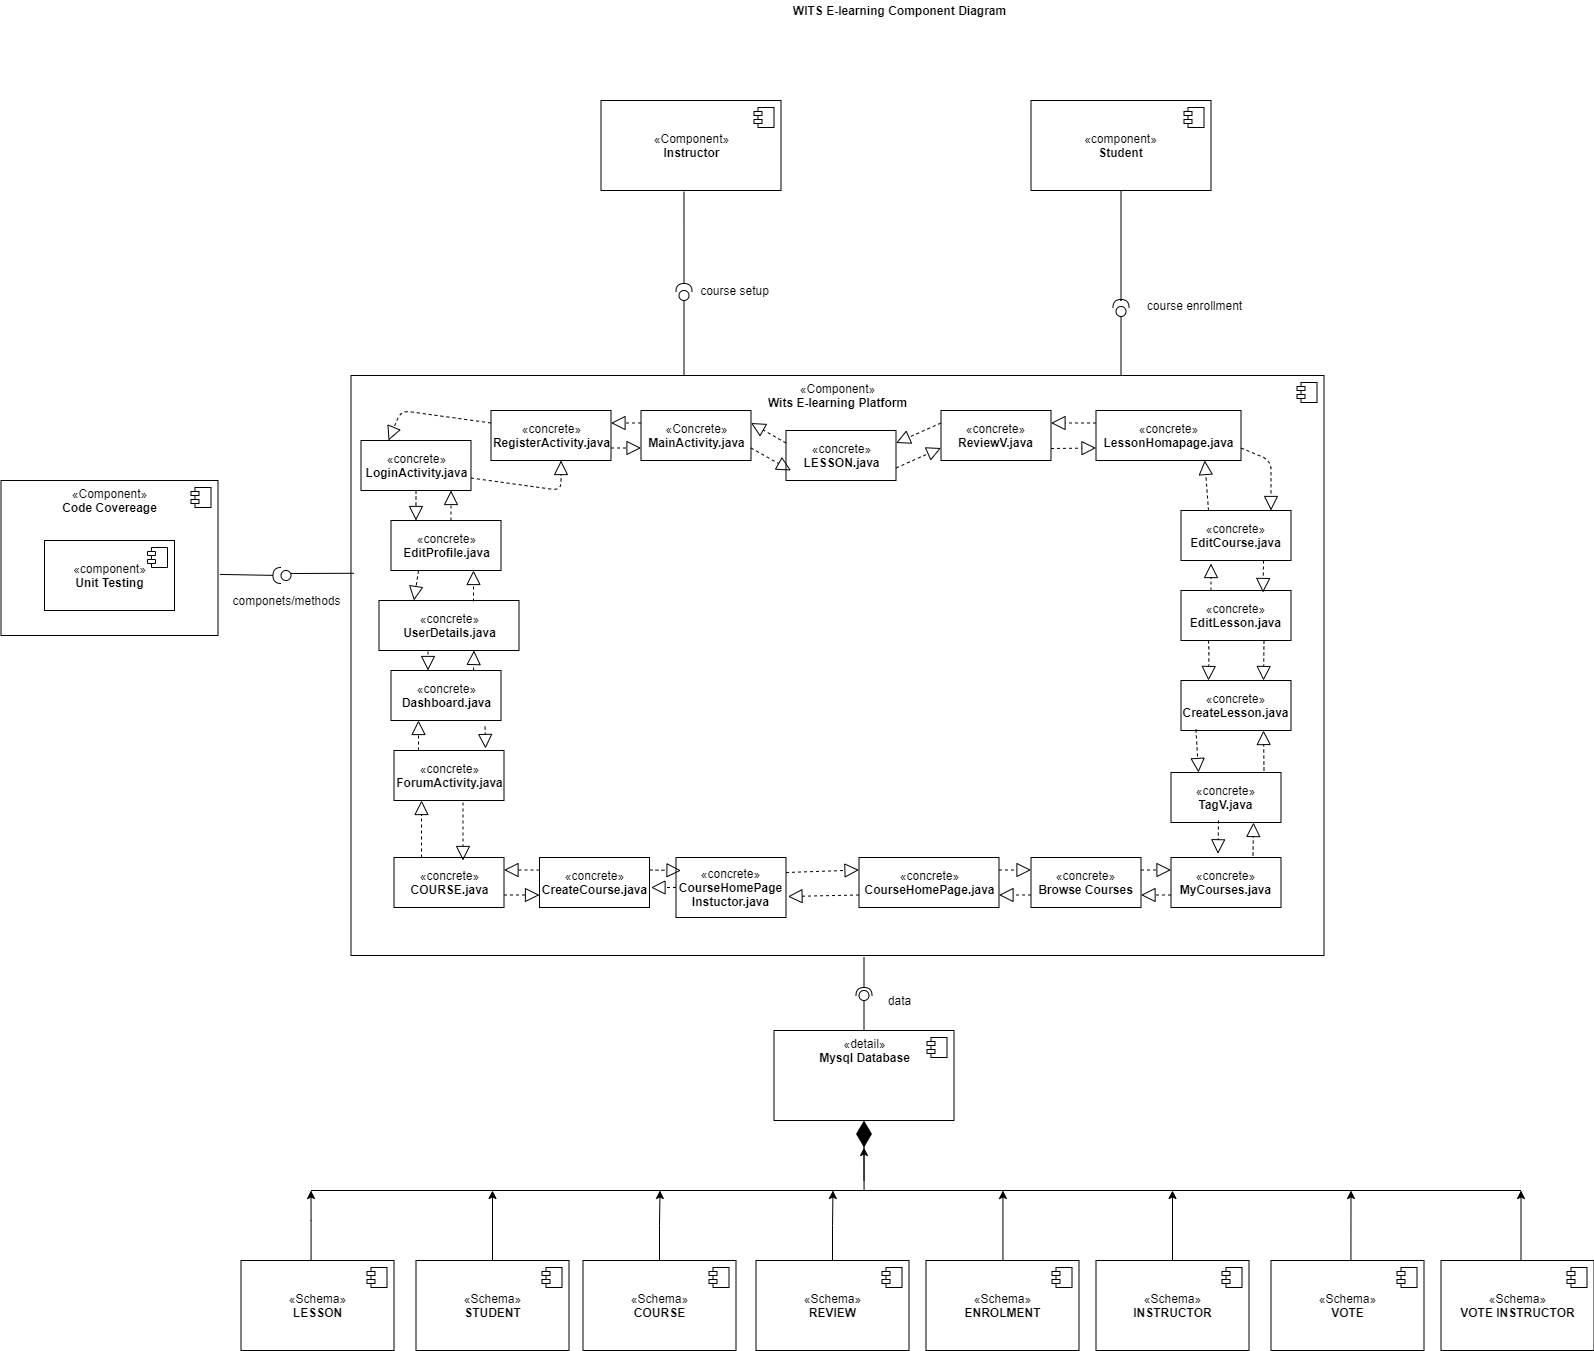 WITS E-learning Component Diagram
«Component»
Instructor
«component»
Student
course setup
course enrollment
«Component»
Wits E-learning Platform
«concrete»
RegisterActivity.java
«Concrete»
MainActivity.java
«concrete»
LESSON.java
«concrete»
ReviewV.java
«concrete»
LessonHomapage.java
«concrete»
LoginActivity.java
«Component»
Code Covereage
«component»
Unit Testing
componets/methods
«concrete»
EditProfile.java
«concrete»
EditCourse.java
«concrete»
UserDetails.java
«concrete»
EditLesson.java
«concrete»
Dashboard.java
«concrete»
CreateLesson.java
«concrete»
ForumActivity.java
«concrete»
TagV.java
«concrete»
COURSE.java
«concrete»
CreateCourse.java
«concrete»
CourseHomePage
Instuctor.java
«concrete»
CourseHomePage.java
«concrete»
Browse Courses
«concrete»
MyCourses.java
data
«detail»
Mysql Database
«Schema»
LESSON
«Schema»
STUDENT
«Schema»
COURSE
«Schema»
REVIEW
«Schema»
ENROLMENT
«Schema»
INSTRUCTOR
«Schema»
VOTE
«Schema»
VOTE INSTRUCTOR